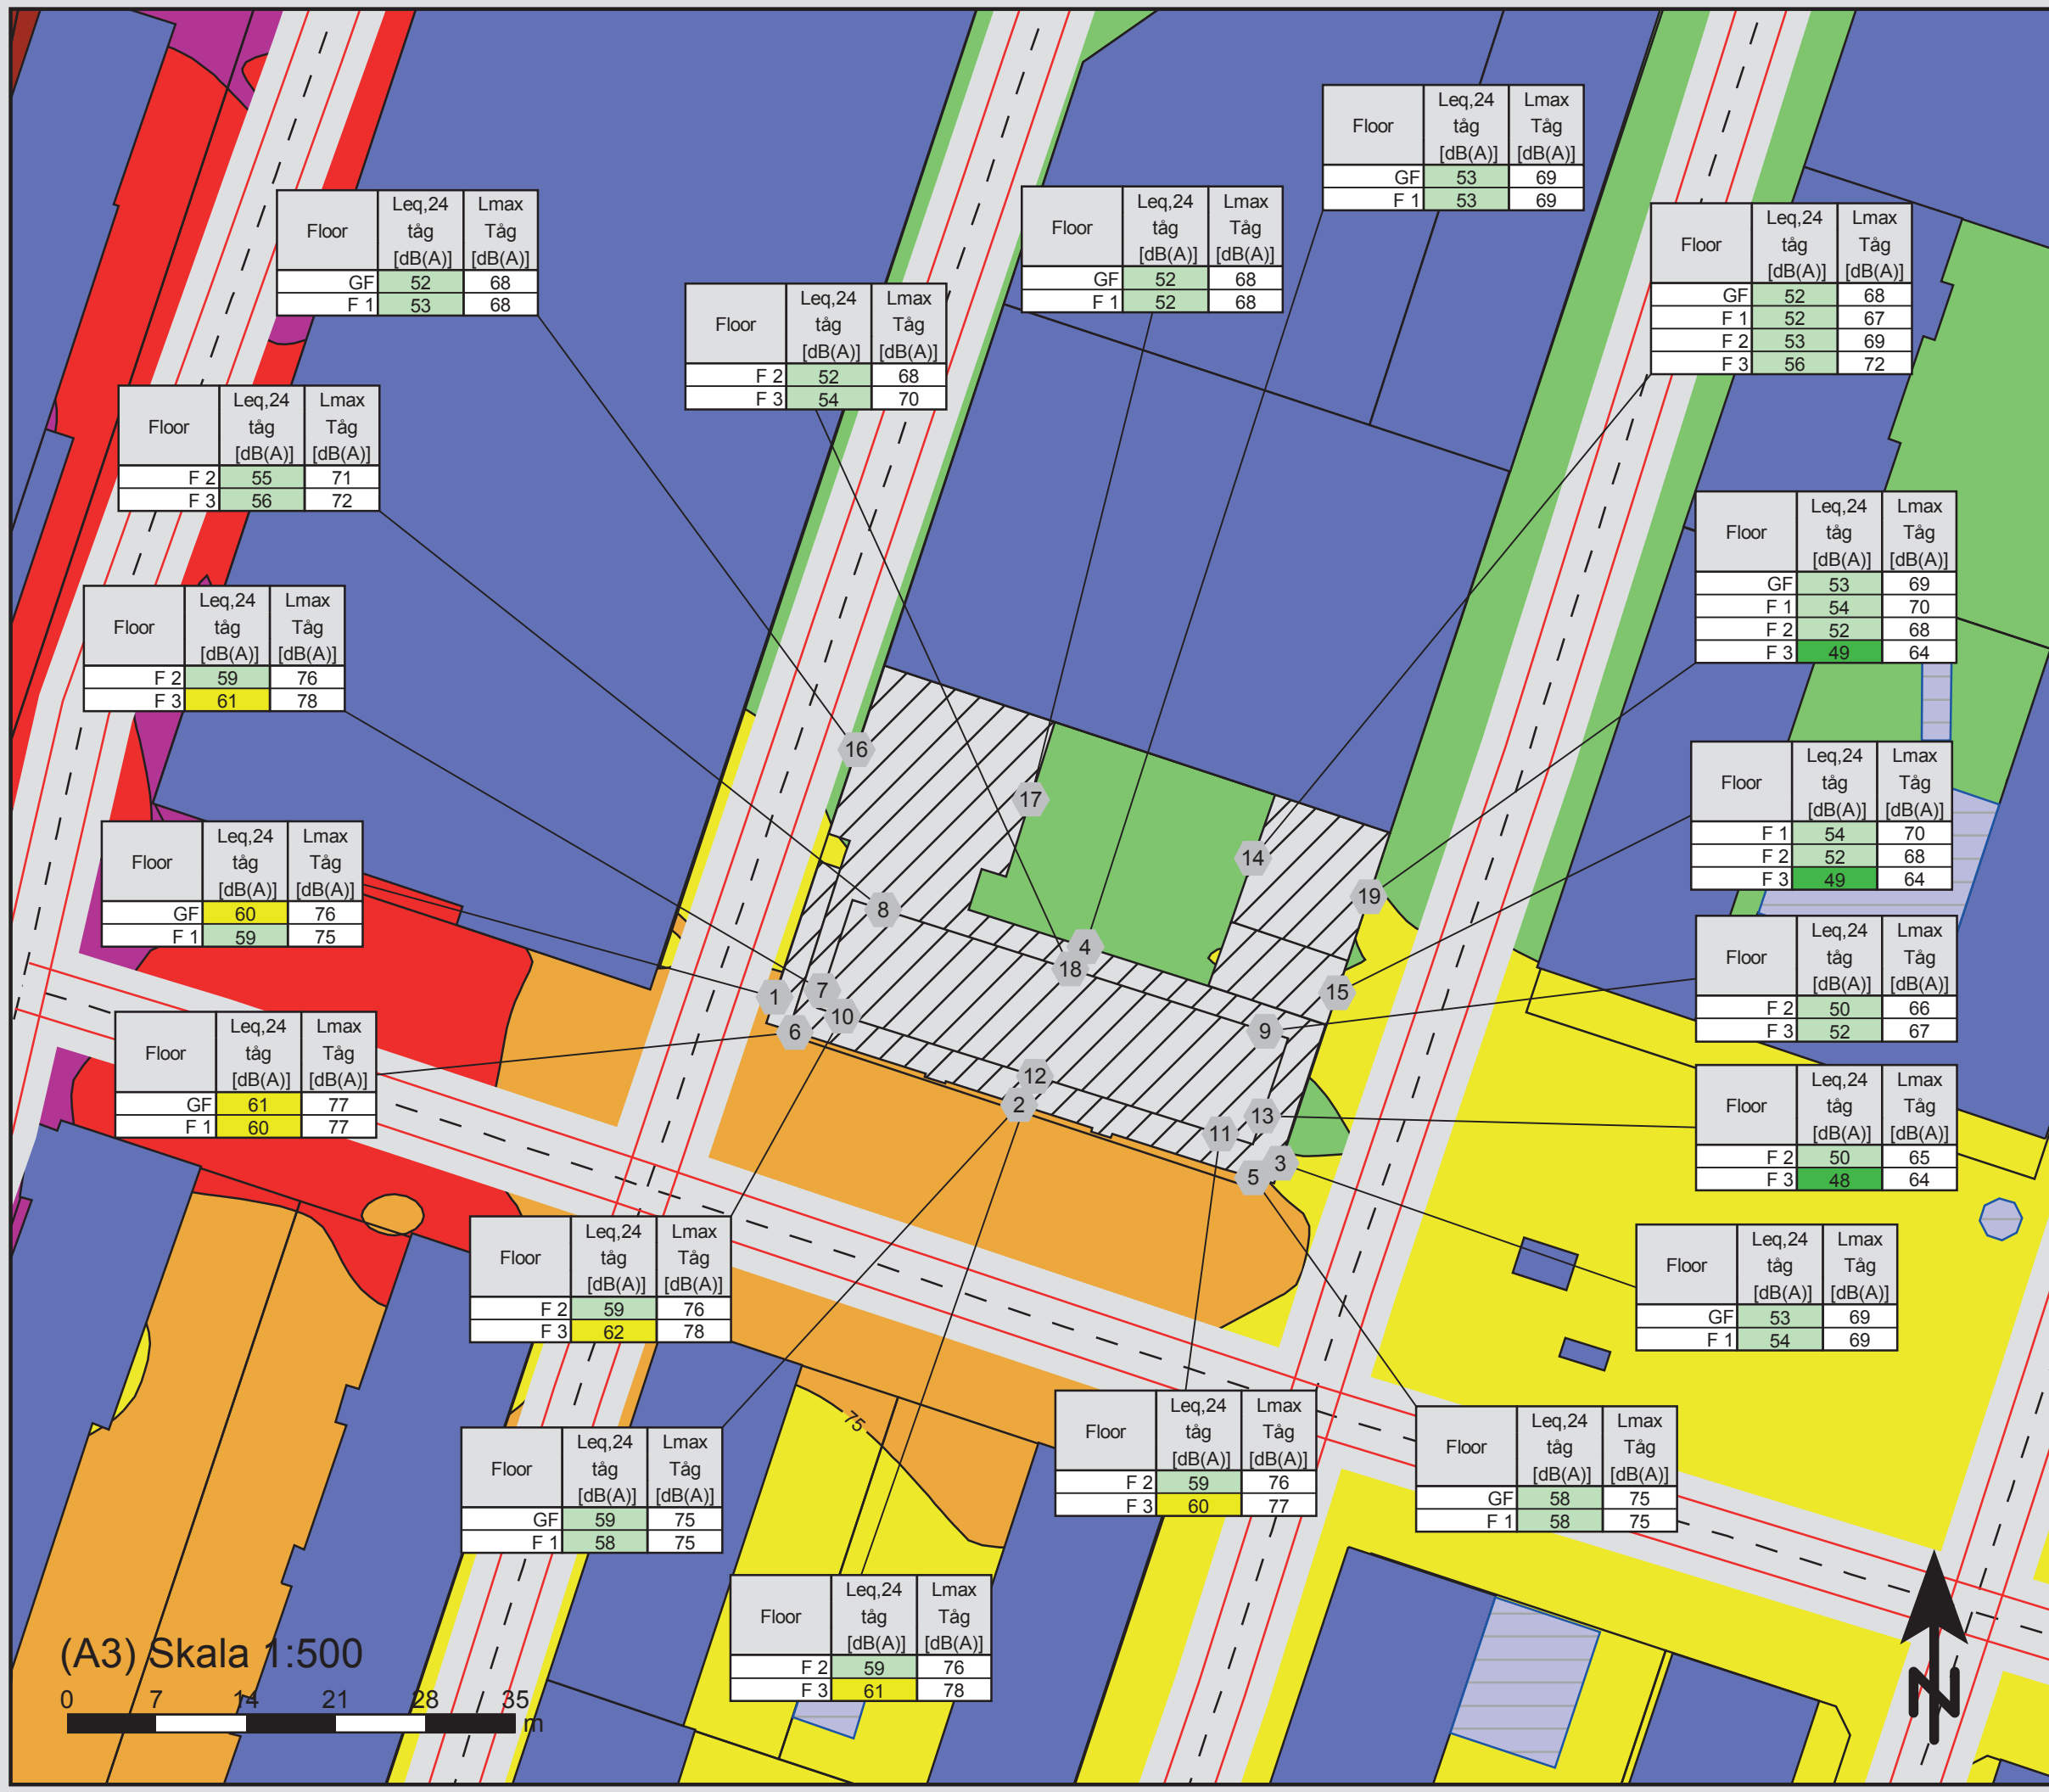 Floor Leq,24 tåg [dB(A)] Lmax Tåg [dB(A)]
GF 53 69
F 1 53 69
Floor Leq,24 tåg [dB(A)] Lmax Tåg [dB(A)]
GF 52 68
F 1 52 68
Floor Leq,24 tåg [dB(A)] Lmax Tåg [dB(A)]
GF 52 68
F 1 53 68
Floor Leq,24 tåg [dB(A)] Lmax Tåg [dB(A)]
GF 52 68
F 1 52 67
F 2 53 69
F 3 56 72
Floor Leq,24 tåg [dB(A)] Lmax Tåg [dB(A)]
F 2 52 68
F 3 54 70
Floor Leq,24 tåg [dB(A)] Lmax Tåg [dB(A)]
F 2 55 71
F 3 56 72
Floor Leq,24 tåg [dB(A)] Lmax Tåg [dB(A)]
GF 53 69
F 1 54 70
F 2 52 68
F 3 49 64
Floor Leq,24 tåg [dB(A)] Lmax Tåg [dB(A)]
F 2 59 76
F 3 61 78
16
17
14
19
Floor Leq,24 tåg [dB(A)] Lmax Tåg [dB(A)]
F 1 54 70
F 2 52 68
F 3 49 64
Floor Leq,24 tåg [dB(A)] Lmax Tåg [dB(A)]
GF 60 76
F 1 59 75
8
4
18
15
1
7
10
6
9
Floor Leq,24 tåg [dB(A)] Lmax Tåg [dB(A)]
F 2 50 66
F 3 52 67
Floor Leq,24 tåg [dB(A)] Lmax Tåg [dB(A)]
GF 61 77
F 1 60 77
12
2
13
11
3
5
Floor Leq,24 tåg [dB(A)] Lmax Tåg [dB(A)]
F 2 50 65
F 3 48 64
Floor Leq,24 tåg [dB(A)] Lmax Tåg [dB(A)]
F 2 59 76
F 3 62 78
Floor Leq,24 tåg [dB(A)] Lmax Tåg [dB(A)]
GF 53 69
F 1 54 69
75
Floor Leq,24 tåg [dB(A)] Lmax Tåg [dB(A)]
F 2 59 76
F 3 60 77
Floor Leq,24 tåg [dB(A)] Lmax Tåg [dB(A)]
GF 58 75
F 1 58 75
Floor Leq,24 tåg [dB(A)] Lmax Tåg [dB(A)]
GF 59 75
F 1 58 75
Floor Leq,24 tåg [dB(A)] Lmax Tåg [dB(A)]
F 2 59 76
F 3 61 78
(A3) Skala 1:500
0 7 14 21 28 35
m
N